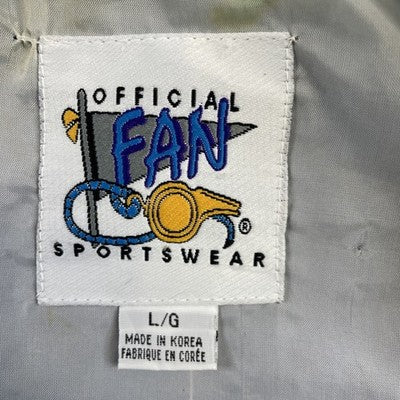 OFFICIAL
FAN
®
SPORTSWEAR
L/G
MADE IN KOREA
FABRIQUE EN CORÉE